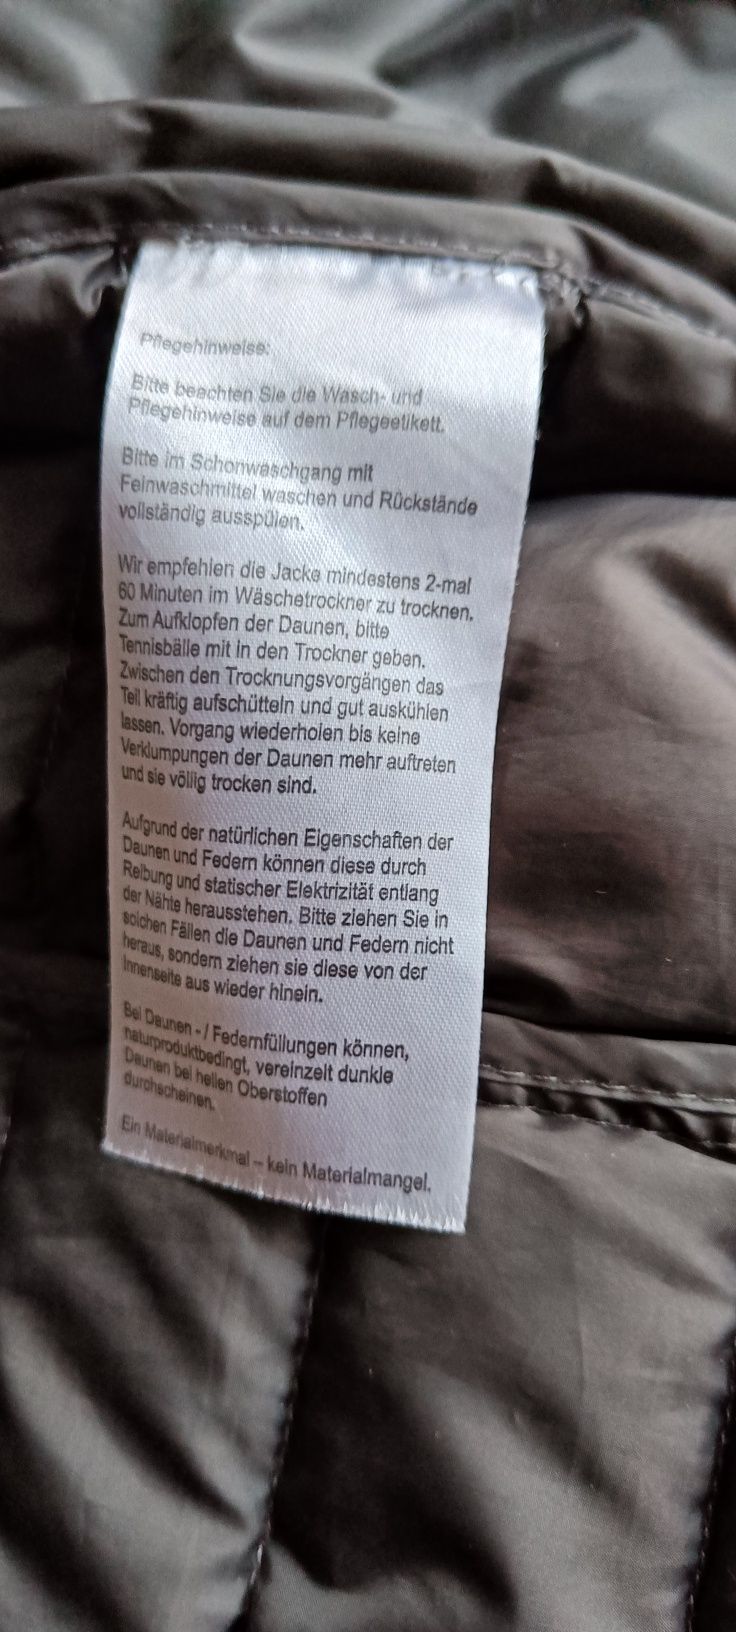 Pflegehinweise:
Bitte beachten Sie die Wasch- und
Pflegehinweise auf dem Pflegeetikett.
Bitte im Schonwaschgang mit
Feinwaschmittel waschen und Rückstände
vollständig ausspülen.
Wir empfehlen die Jacke mindestens 2-mal
60 Minuten im Wäschetrockner zu trocknen.
Zum Aufklopfen der Daunen, bitte
Tennisbälle mit in den Trockner geben.
Zwischen den Trocknungsvorgängen das
Teil kräftig aufschütteln und gut auskühlen
lassen. Vorgang wiederholen bis keine
Verklumpungen der Daunen mehr auftreten
und sie völlig trocken sind.
Aufgrund der natürlichen Eigenschaften der
Daunen und Federn können diese durch
Reibung und statischer Elektrizität entlang
der Nähte herausstehen. Bitte ziehen Sie in
solchen Fällen die Daunen und Federn nicht
heraus, sondern ziehen sie diese von der
Innenseite aus wieder hinein.
Bei Daunen - / Federnfüllungen können,
naturproduktbedingt, vereinzelt dunkle
Daunen bei hellen Oberstoffen
durchscheinen.
Ein Materialmerkmal – kein Materialmangel.